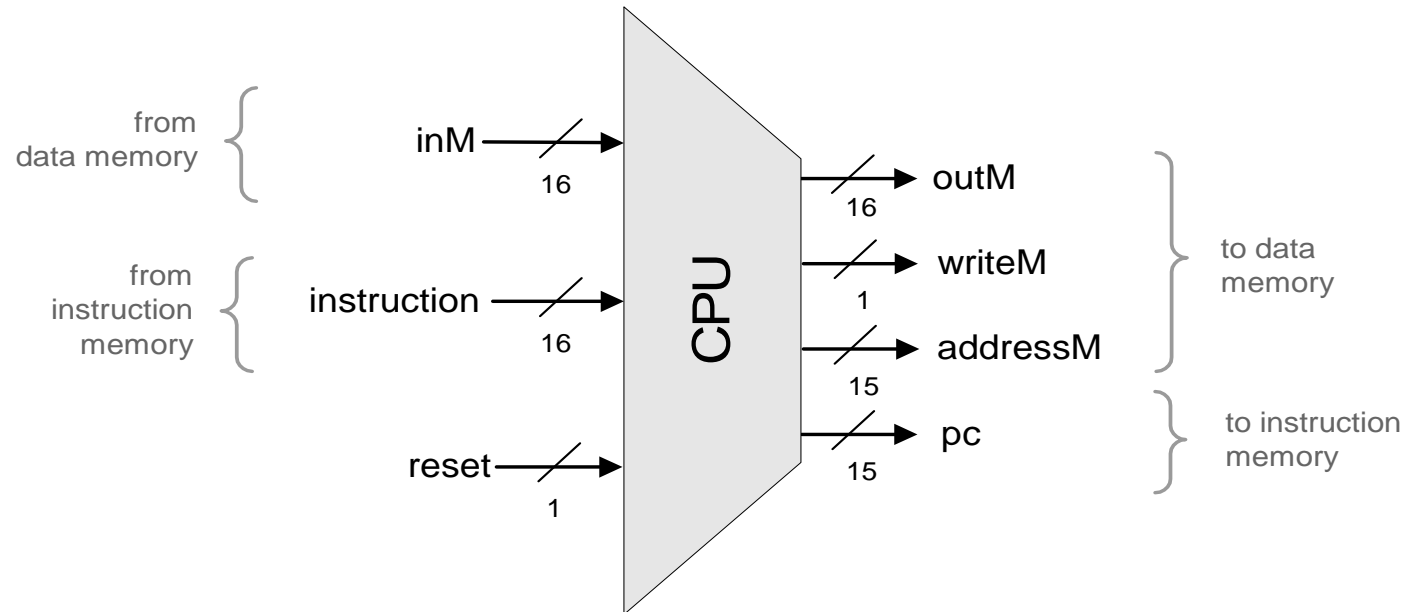 from
data memory
inM
16
from
instruction
memory
instruction
16
reset
1
CPU
outM
16
writeM
1
addressM
15
pc
15
to data
memory
to instruction
memory